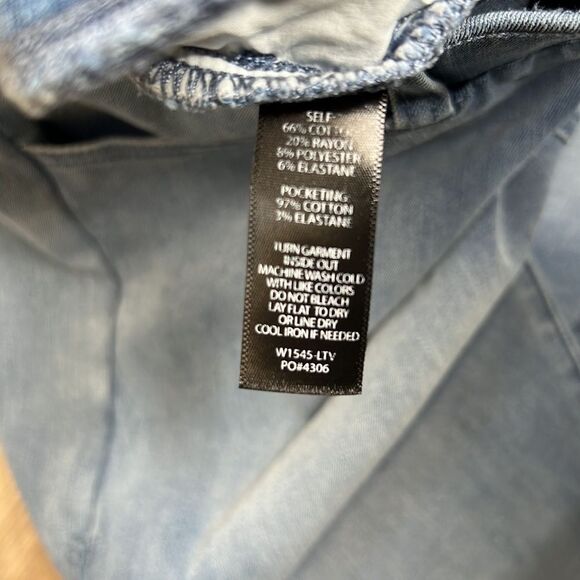 SELF:
66% COTTON
20% RAYON
8% POLYESTER
6% ELASTANE
POCKETING:
97% COTTON
3% ELASTANE
TURN GARMENT
INSIDE OUT
MACHINE WASH COLD
WITH LIKE COLORS
DO NOT BLEACH
LAY FLAT TO DRY
OR LINE DRY
COOL IRON IF NEEDED
W1545-LTV
PO#4306